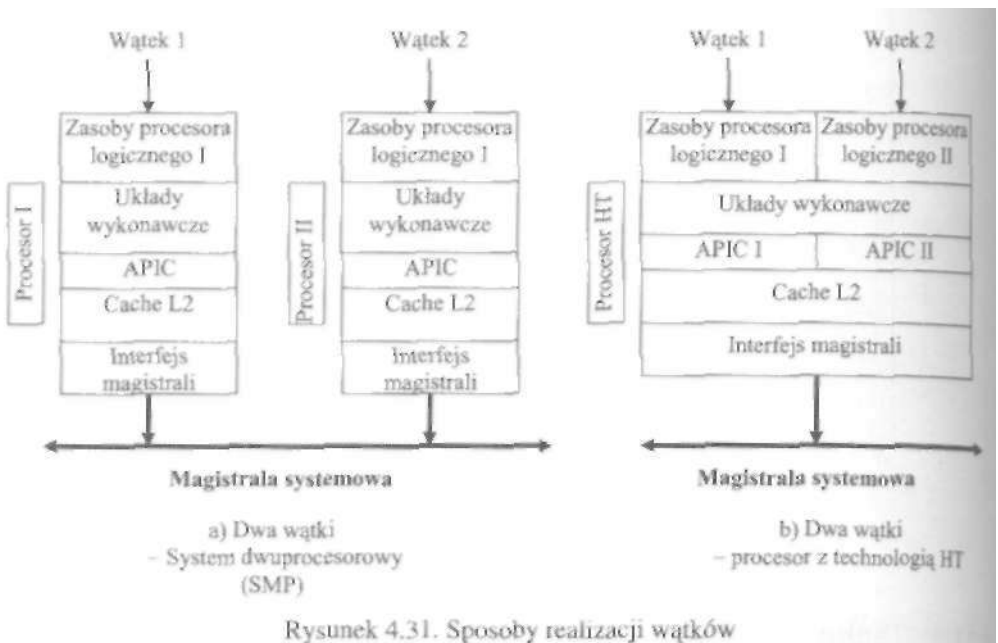 Wątek 1
Wątek 2
Zasoby procesora
logicznego I
Układy
wykonawcze
APIC
Cache L2
Interfejs
magistrali
Procesor I
Zasoby procesora
logicznego I
Układy
wykonawcze
APIC
Cache L2
Interfejs
magistrali
Procesor II
Magistrala systemowa
a) Dwa wątki
– System dwuprocesorowy
(SMP)
Wątek 1
Wątek 2
Zasoby procesora
logicznego I
Zasoby procesora
logicznego II
Układy wykonawcze
APIC I
APIC II
Cache L2
Interfejs magistrali
Procesor HT
Magistrala systemowa
b) Dwa wątki
– procesor z technologią HT
Rysunek 4.31. Sposoby realizacji wątków